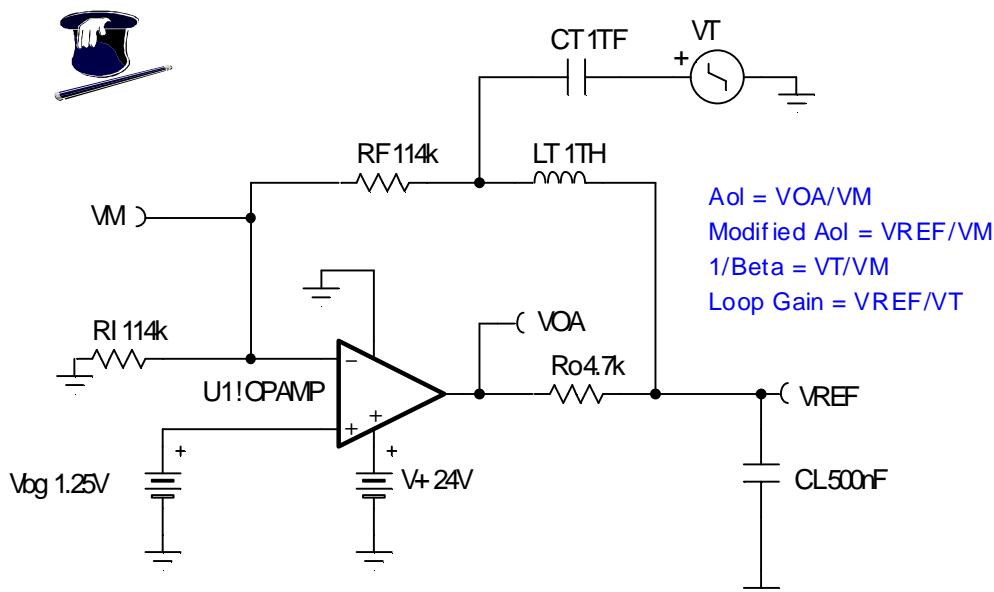 VT
CT 1TF
+
RF 114k
LT 1TH
VM
Aol = VOA/VM
Modified Aol = VREF/VM
1/Beta = VT/VM
Loop Gain = VREF/VT
VOA
RI 114k
Ro 4.7k
U1 !OPAMP
VREF
Vbg 1.25V
+
V+ 24V
+
CL 500nF